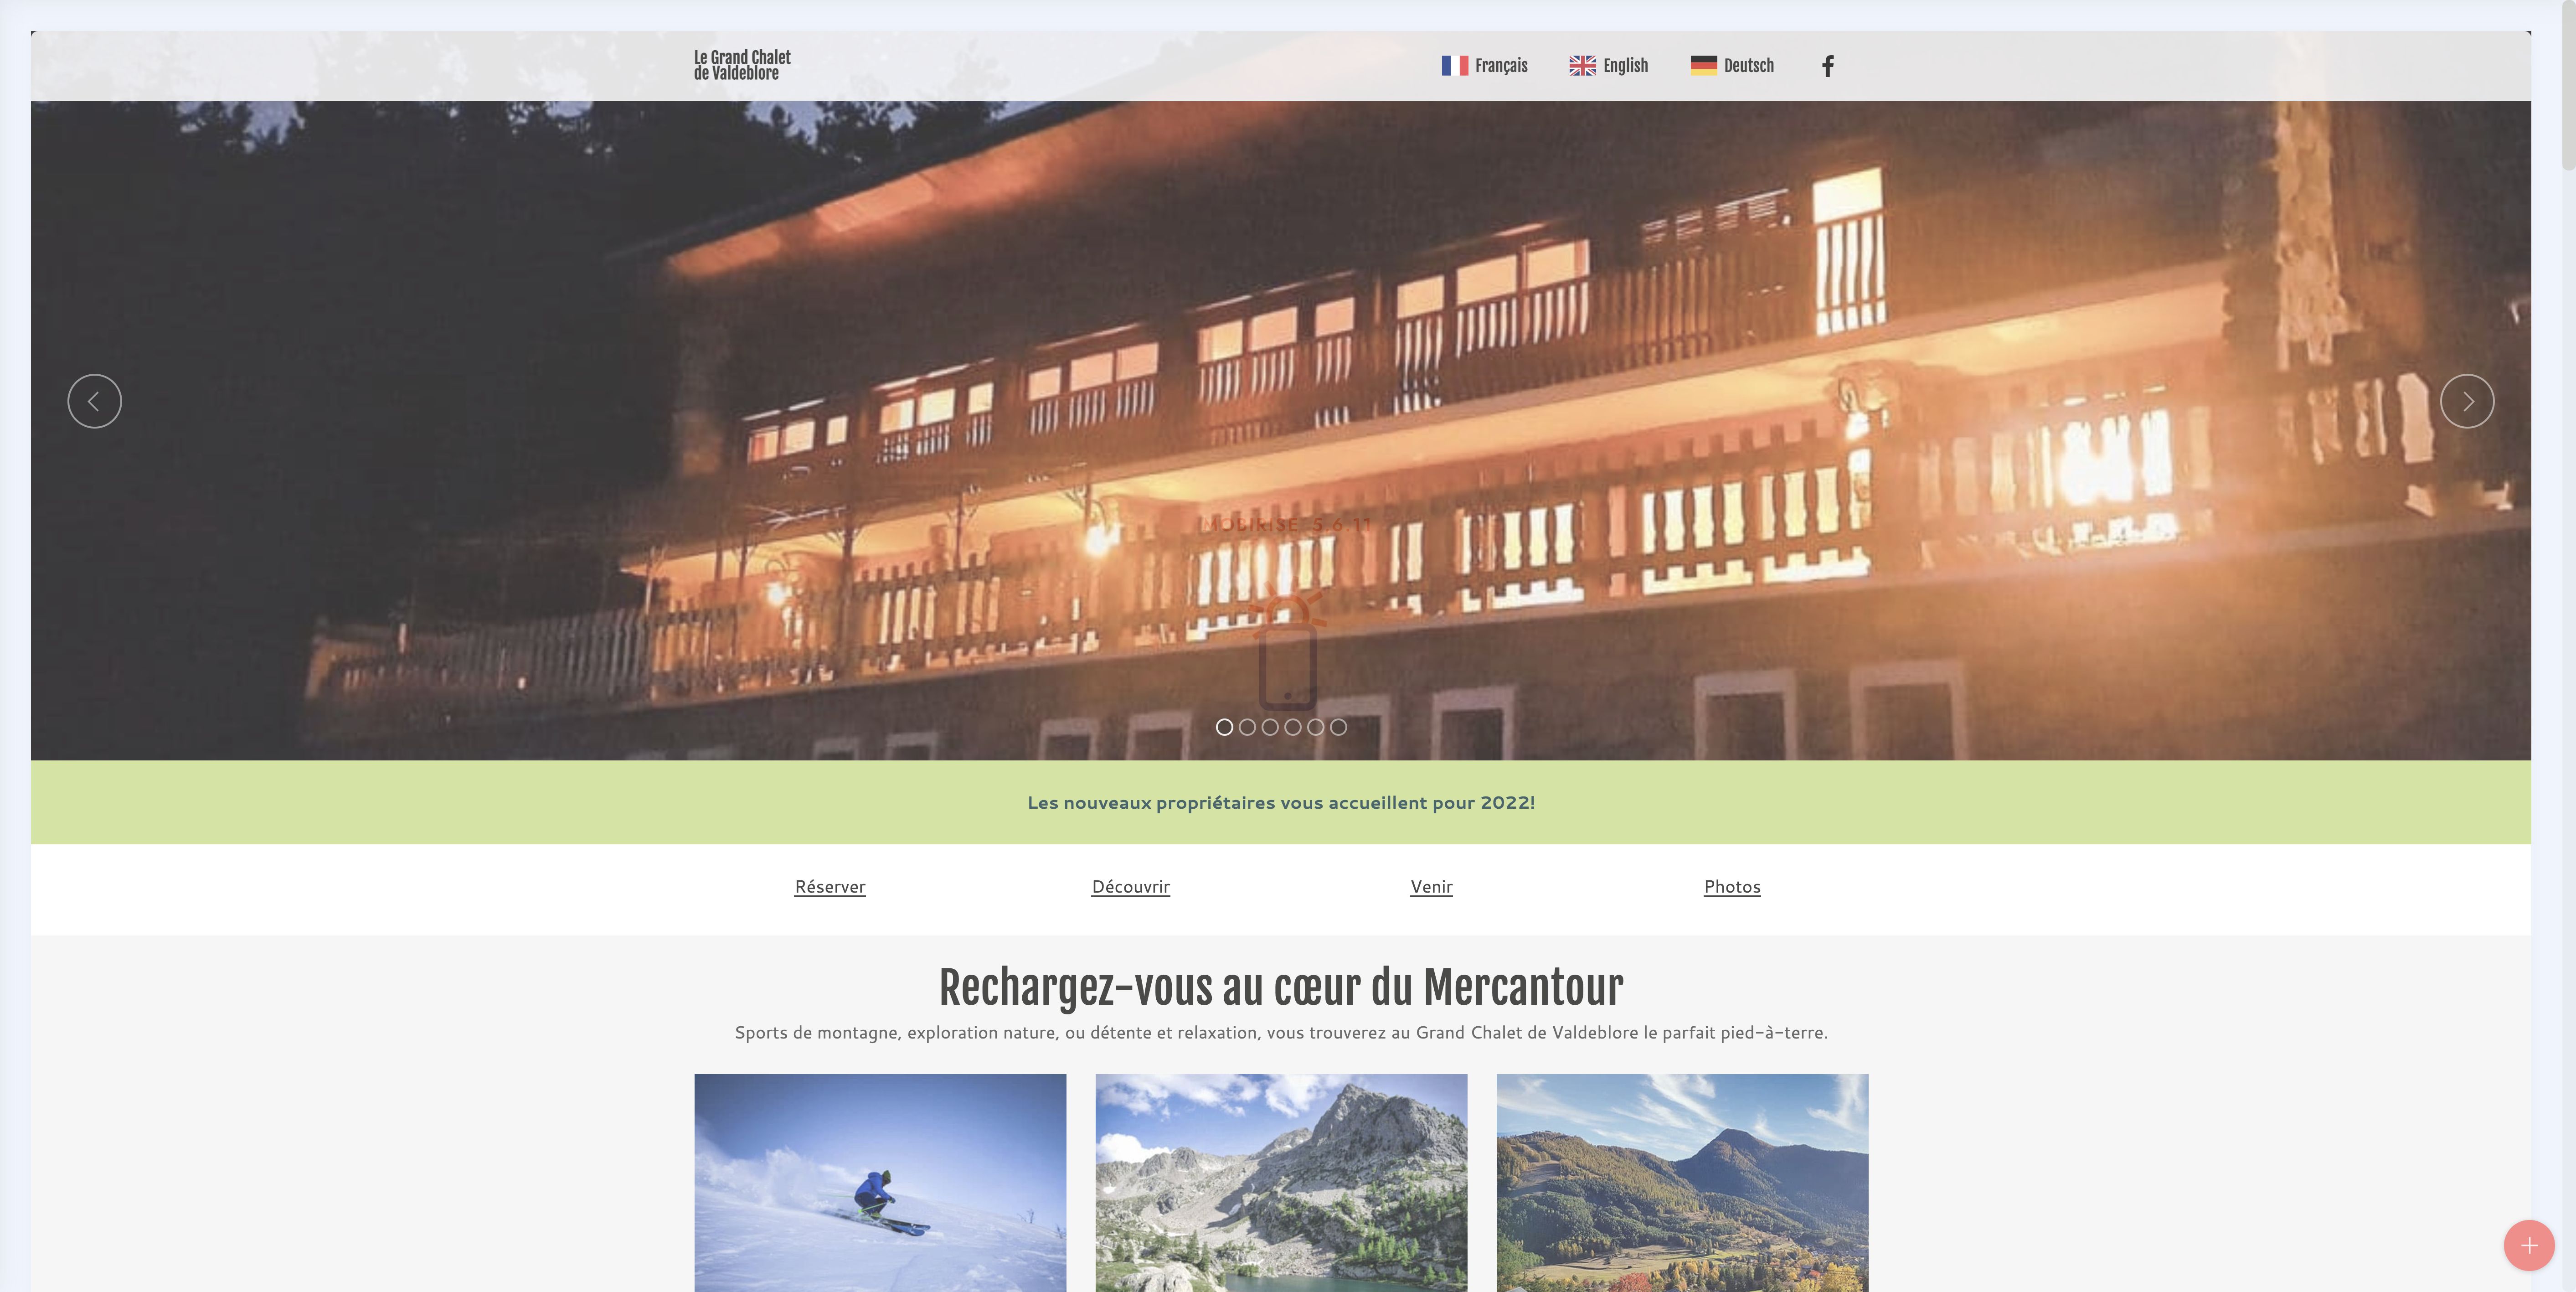 Le Grand Chalet
de Valdeblore
Français
English
Deutsch
MOBIRISE 5.6.11
Les nouveaux propriétaires vous accueillent pour 2022!
Réserver
Découvrir
Venir
Photos
Rechargez-vous au cœur du Mercantour
Sports de montagne, exploration nature, ou détente et relaxation, vous trouverez au Grand Chalet de Valdeblore le parfait pied-à-terre.